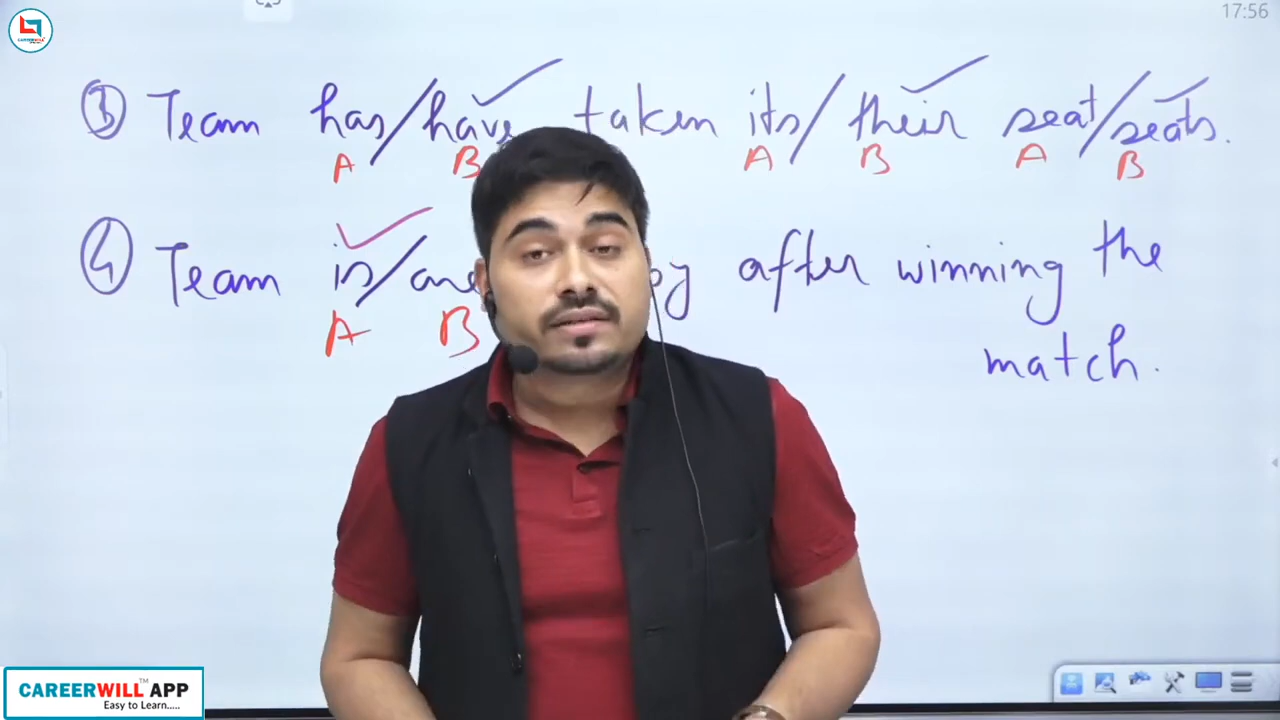 17:56
CAREERWILL
③ Team has/have taken its/their seat/seats.
A B A B A B
④ Team is/are after winning the
A B
match.
CAREERWILL™ APP
Easy to Learn.....